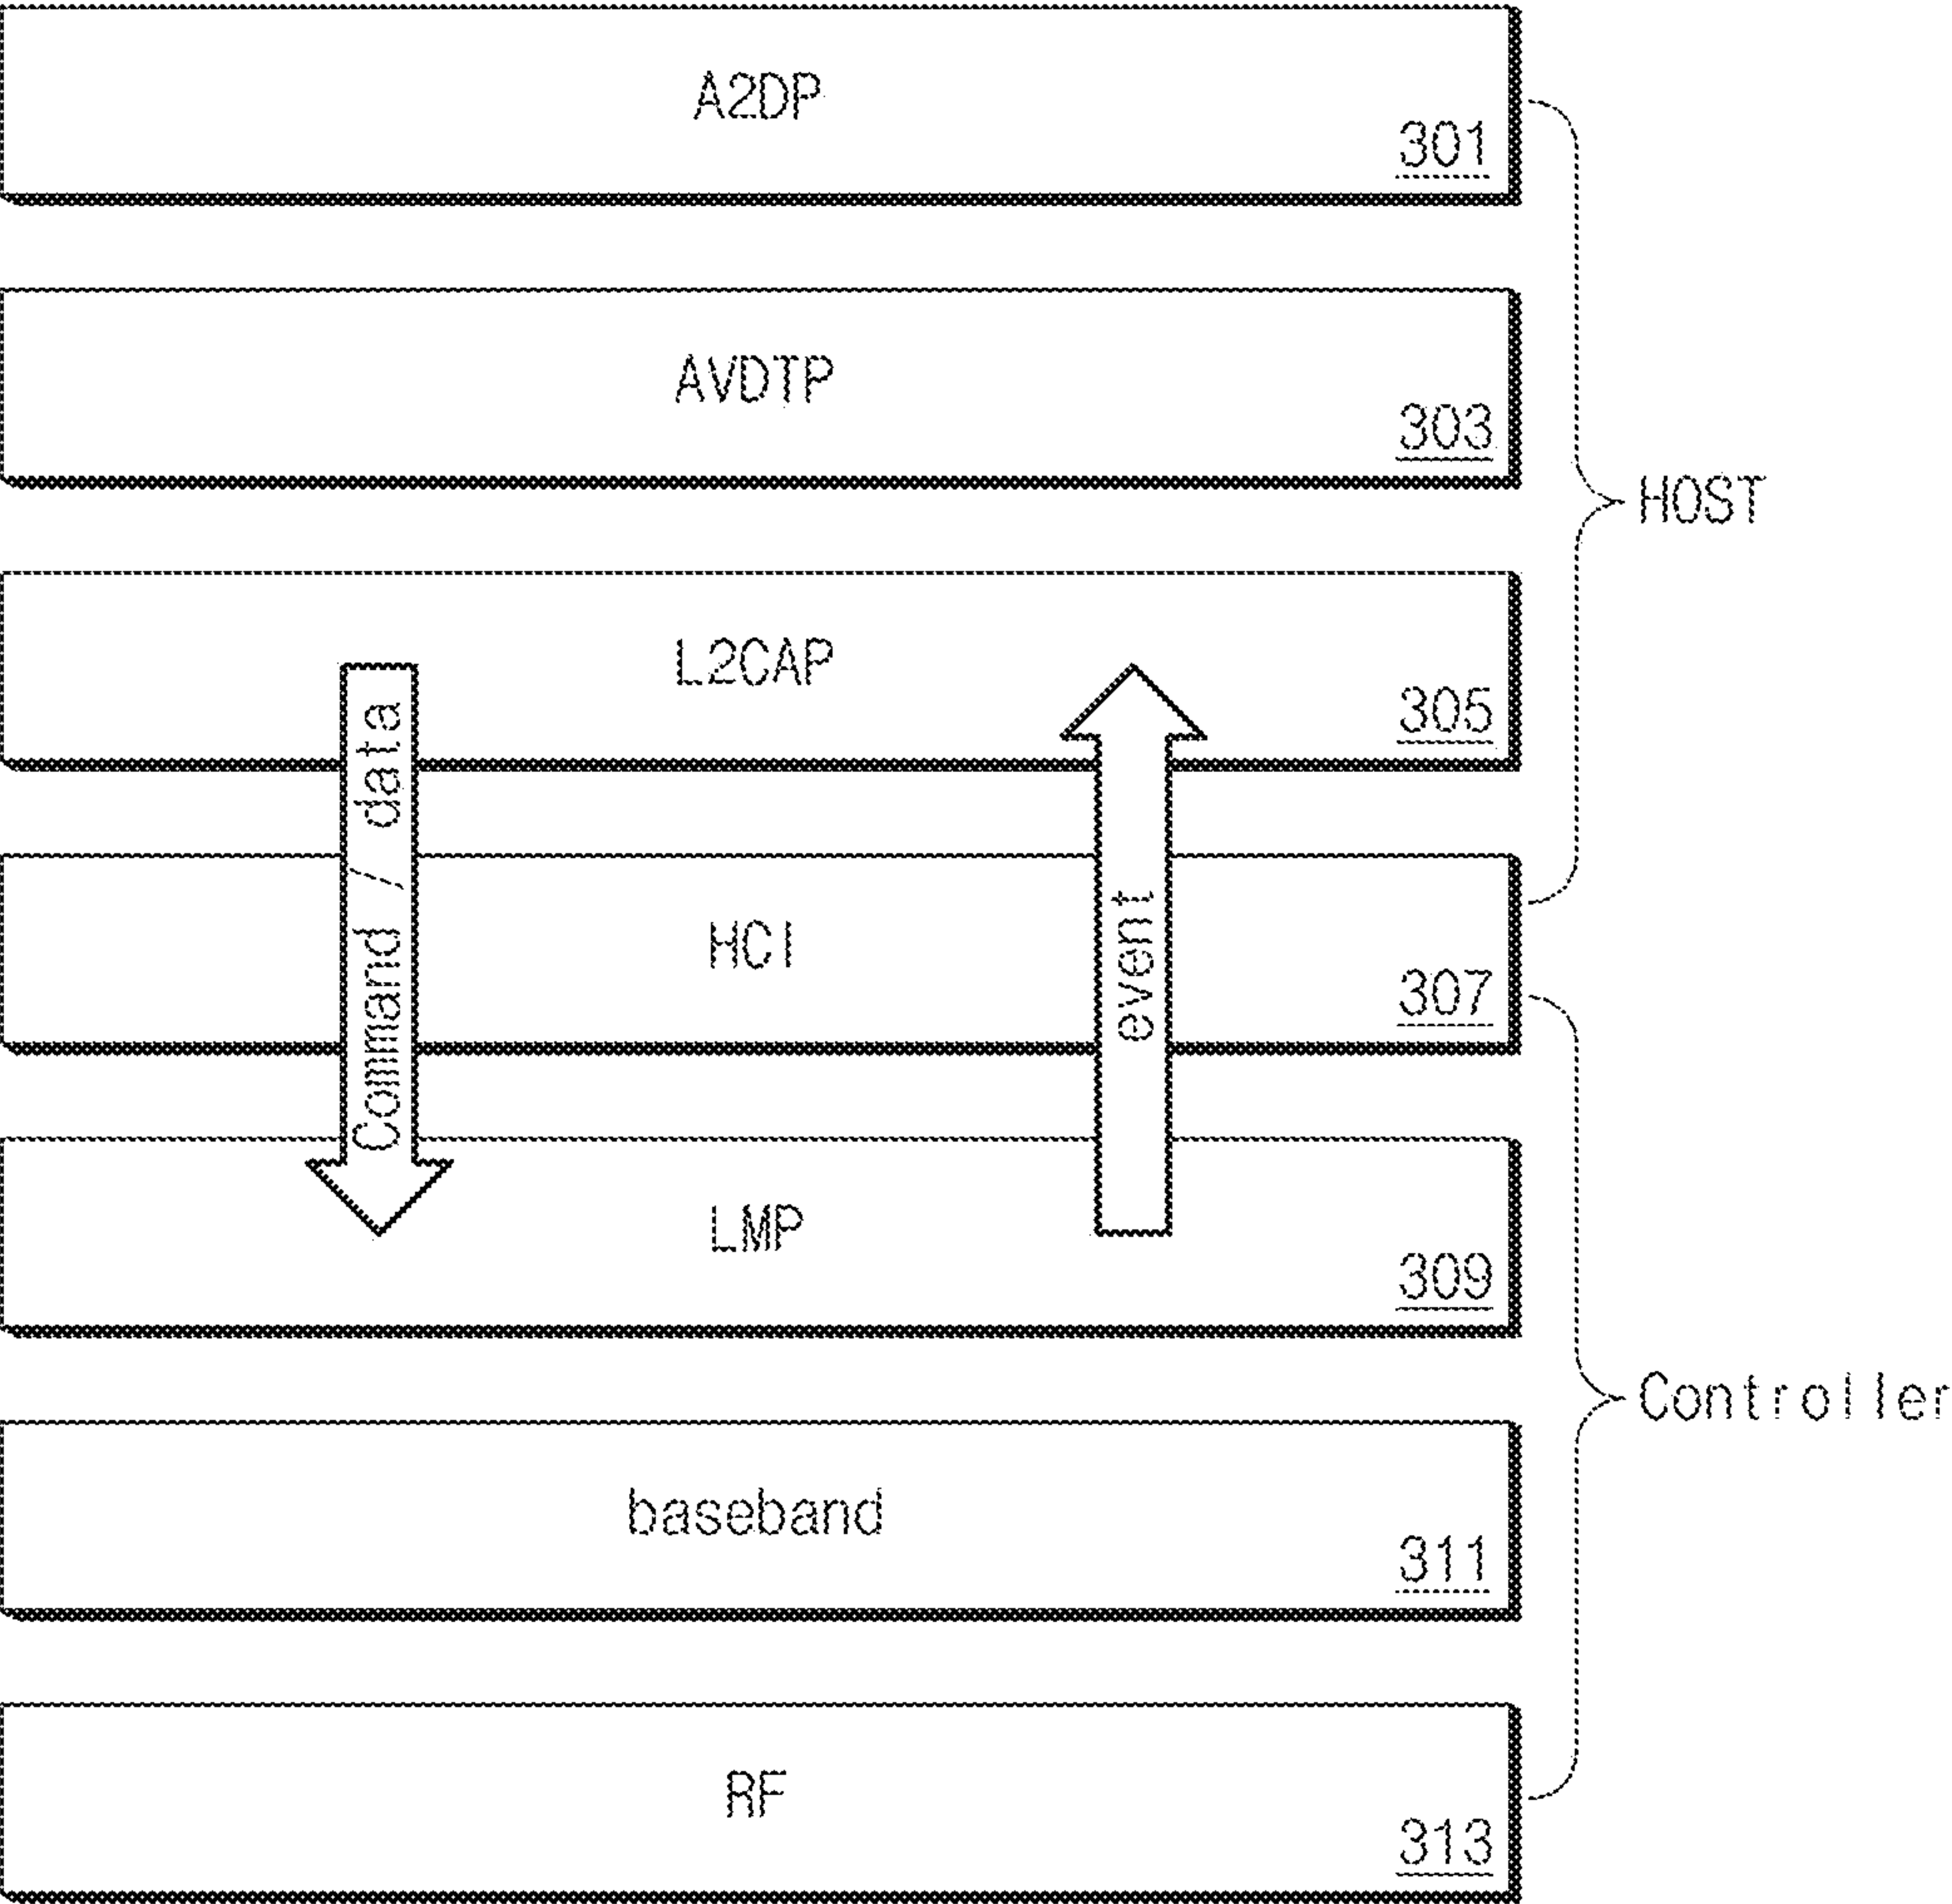 A2DP
301
AVDTP
303
HOST
L2CAP
305
Command / data
event
HCI
307
LMP
309
Controller
baseband
311
RF
313